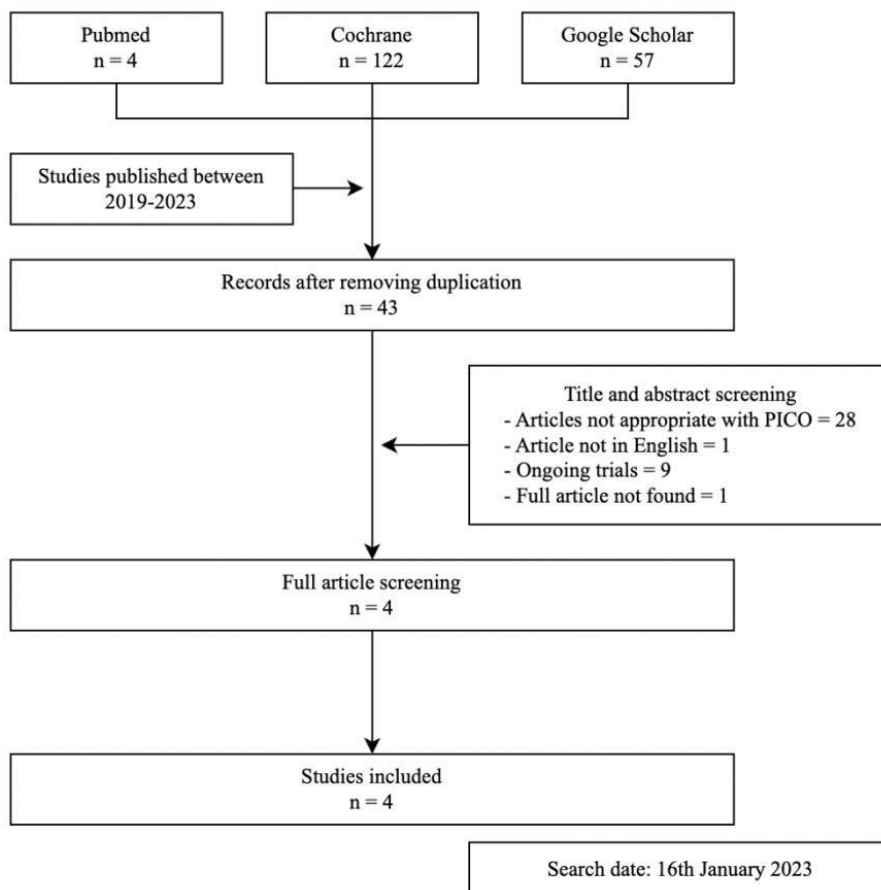 Pubmed
n = 4
Cochrane
n = 122
Google Scholar
n = 57
Studies published between
2019-2023
Records after removing duplication
n = 43
Title and abstract screening
- Articles not appropriate with PICO = 28
- Article not in English = 1
- Ongoing trials = 9
- Full article not found = 1
Full article screening
n = 4
Studies included
n = 4
Search date: 16th January 2023